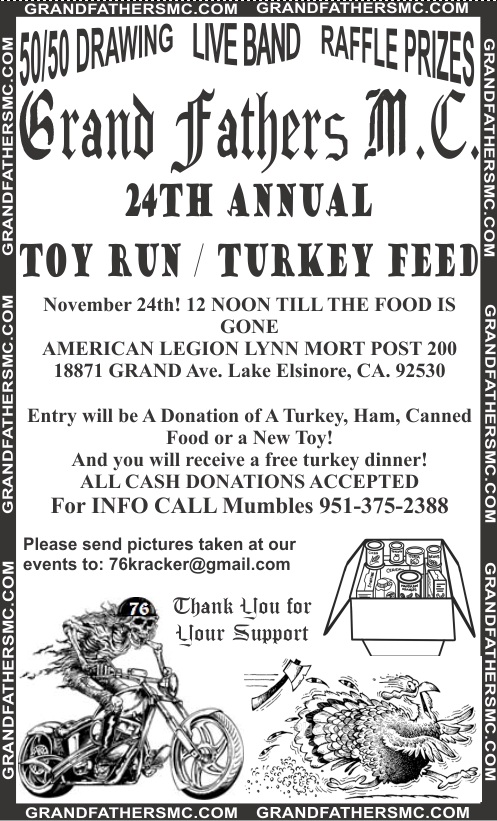 GRANDFATHERSMC.COM GRANDFATHERSMC.COM
50/50 DRAWING LIVE BAND RAFFLE PRIZES
Grand Fathers M.C.
24TH ANNUAL
TOY RUN / TURKEY FEED
November 24th! 12 NOON TILL THE FOOD IS
GONE
AMERICAN LEGION LYNN MORT POST 200
18871 GRAND Ave. Lake Elsinore, CA. 92530
Entry will be A Donation of A Turkey, Ham, Canned
Food or a New Toy!
And you will receive a free turkey dinner!
ALL CASH DONATIONS ACCEPTED
For INFO CALL Mumbles 951-375-2388
Please send pictures taken at our
events to: 76kracker@gmail.com
76
Thank You for
Your Support
GRANDFATHERSMC.COM
GRANDFATHERSMC.COM
GRANDFATHERSMC.COM
GRANDFATHERSMC.COM
GRANDFATHERSMC.COM
GRANDFATHERSMC.COM
GRANDFATHERSMC.COM GRANDFATHERSMC.COM